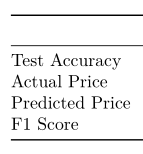 Test Accuracy
Actual Price
Predicted Price
F1 Score